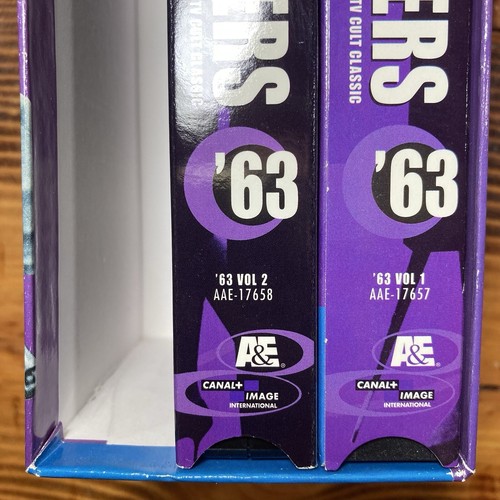 ERS
TV CULT CLASSIC
'63
'63 VOL 2
AAE-17658
A&E®
CANAL+
IMAGE
INTERNATIONAL
ERS
TV CULT CLASSIC
'63
'63 VOL 1
AAE-17657
A&E®
CANAL+
IMAGE
INTERNATIONAL